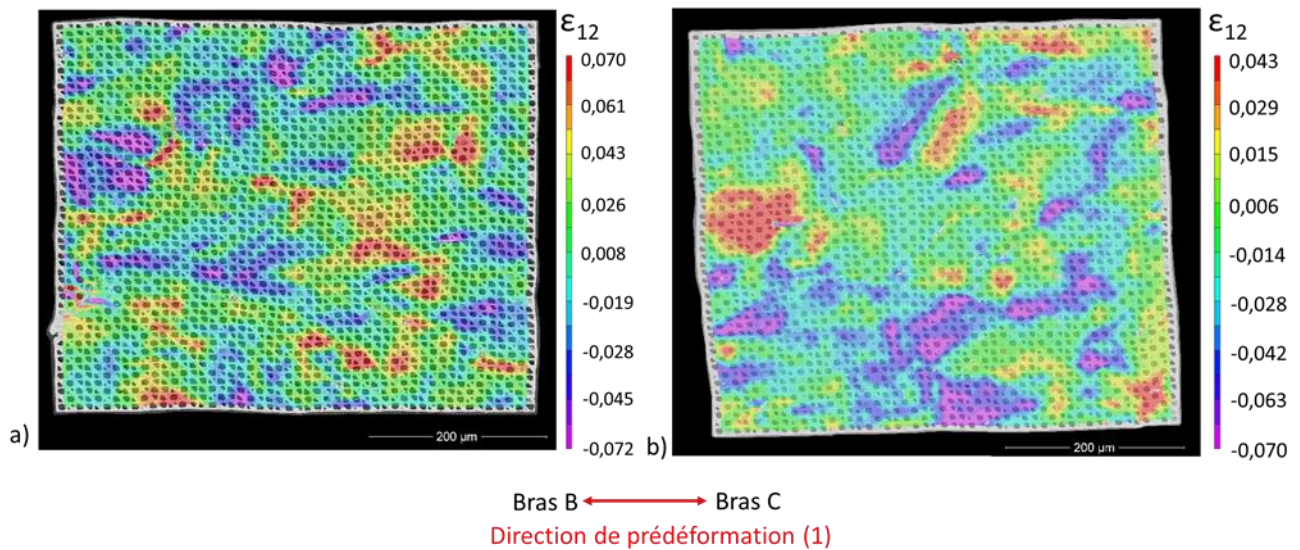 ε12
0,070
0,061
0,043
0,026
0,008
-0,019
-0,028
-0,045
-0,072
200 µm
a)
ε12
0,043
0,029
0,015
0,006
-0,014
-0,028
-0,042
-0,063
-0,070
200 µm
b)
Bras B Bras C
Direction de prédéformation (1)